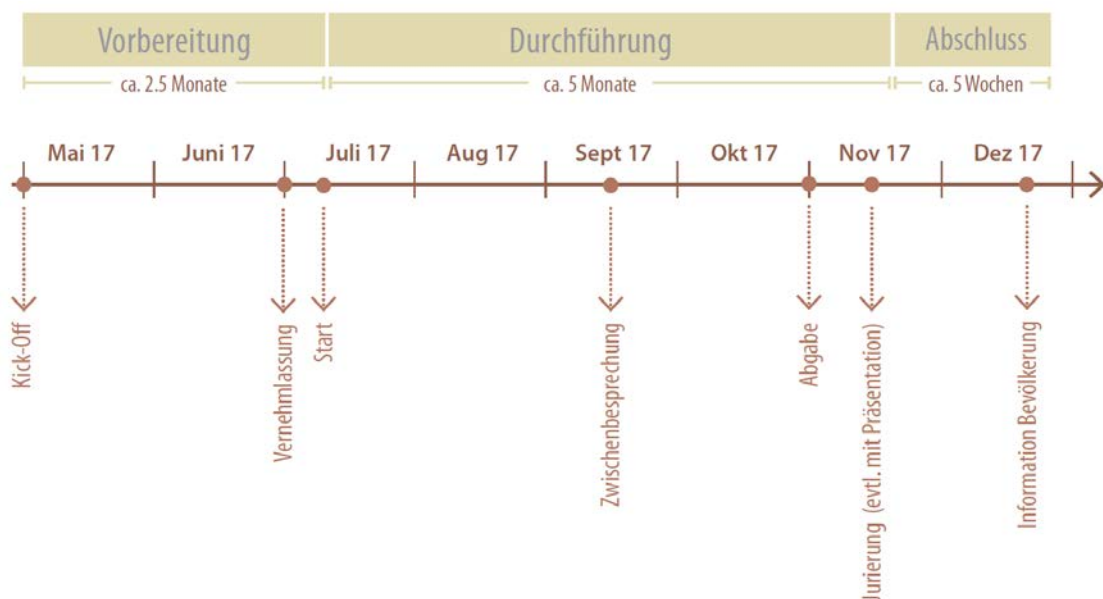 Vorbereitung Durchführung Abschluss
ca. 2.5 Monate ca. 5 Monate ca. 5 Wochen
Mai 17 Juni 17 Juli 17 Aug 17 Sept 17 Okt 17 Nov 17 Dez 17
Kick-Off
Vernehmlassung
Start
Zwischenbesprechung
Abgabe
Jurierung (evtl. mit Präsentation)
Information Bevölkerung